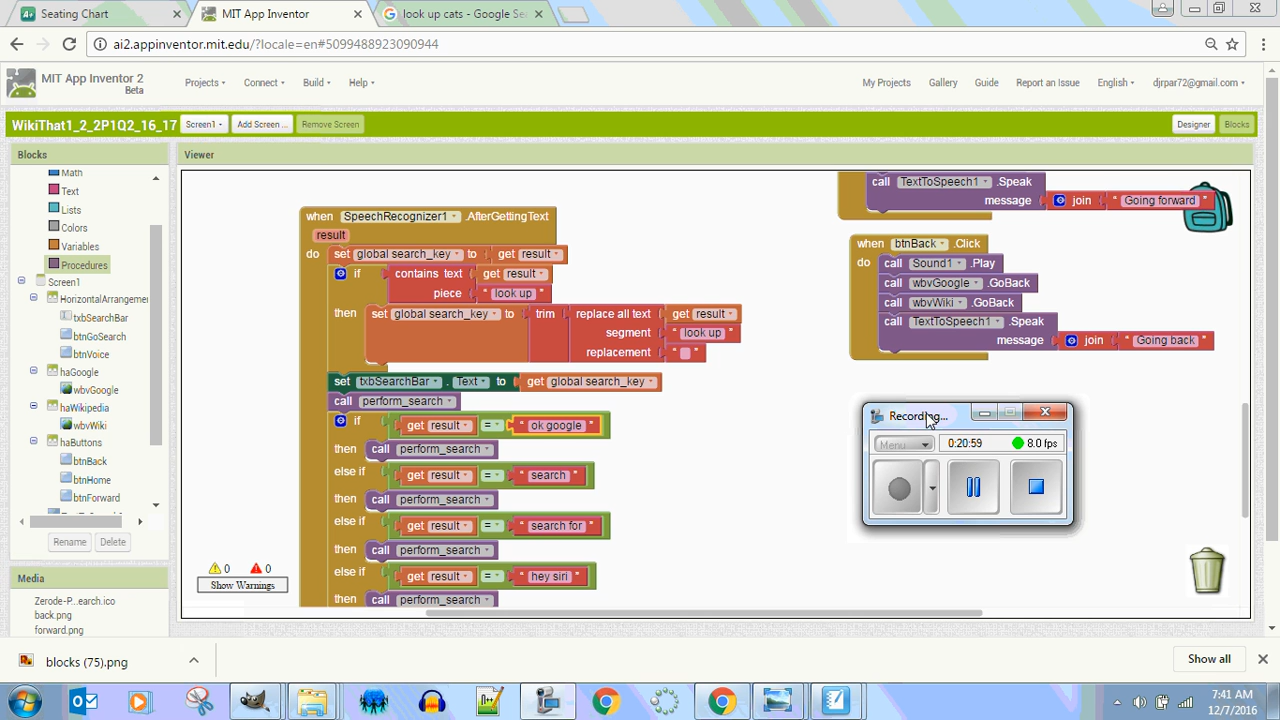 Seating Chart
MIT App Inventor
look up cats - Google Se
ai2.appinventor.mit.edu/?locale=en#5099488923090944
MIT App Inventor 2
Beta
Projects Connect Build Help
My Projects Gallery Guide Report an Issue English djrpar72@gmail.com
WikiThat1_2_2P1Q2_16_17
Screen1 Add Screen ... Remove Screen
Designer Blocks
Blocks
Math
Text
Lists
Colors
Variables
Procedures
Screen1
HorizontalArrangeme
txbSearchBar
btnGoSearch
btnVoice
haGoogle
wbvGoogle
haWikipedia
wbvWiki
haButtons
btnBack
btnHome
btnForward
Rename Delete
Media
Zerode-P...earch.ico
back.png
forward.png
Viewer
when SpeechRecognizer1 .AfterGettingText
result
do set global search_key to get result
if contains text get result
piece " look up "
then set global search_key to trim replace all text get result
segment " look up "
replacement " "
set txbSearchBar . Text to get global search_key
call perform_search
if get result = " ok google "
then call perform_search
else if get result = " search "
then call perform_search
else if get result = " search for "
then call perform_search
else if get result = " hey siri "
then call perform_search
call TextToSpeech1 .Speak
message join " Going forward "
when btnBack .Click
do call Sound1 .Play
call wbvGoogle .GoBack
call wbvWiki .GoBack
call TextToSpeech1 .Speak
message join " Going back "
0 0
Show Warnings
Recording...
Menu 0:20:59 8.0 fps
blocks (75).png
Show all
7:41 AM
12/7/2016